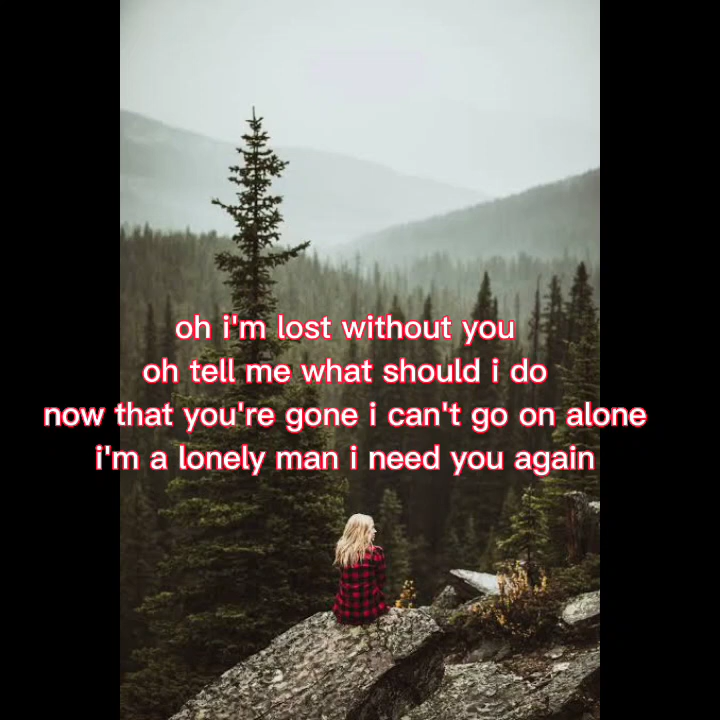 oh i'm lost without you
oh tell me what should i do
now that you're gone i can't go on alone
i'm a lonely man i need you again